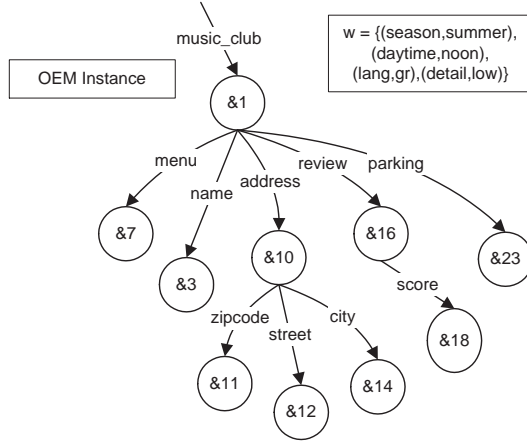 music_club
w = {(season,summer),
(daytime,noon),
(lang,gr),(detail,low)}
OEM Instance
&1
menu
name
address
review
parking
&7
&3
&10
&16
&23
zipcode
street
city
score
&11
&12
&14
&18